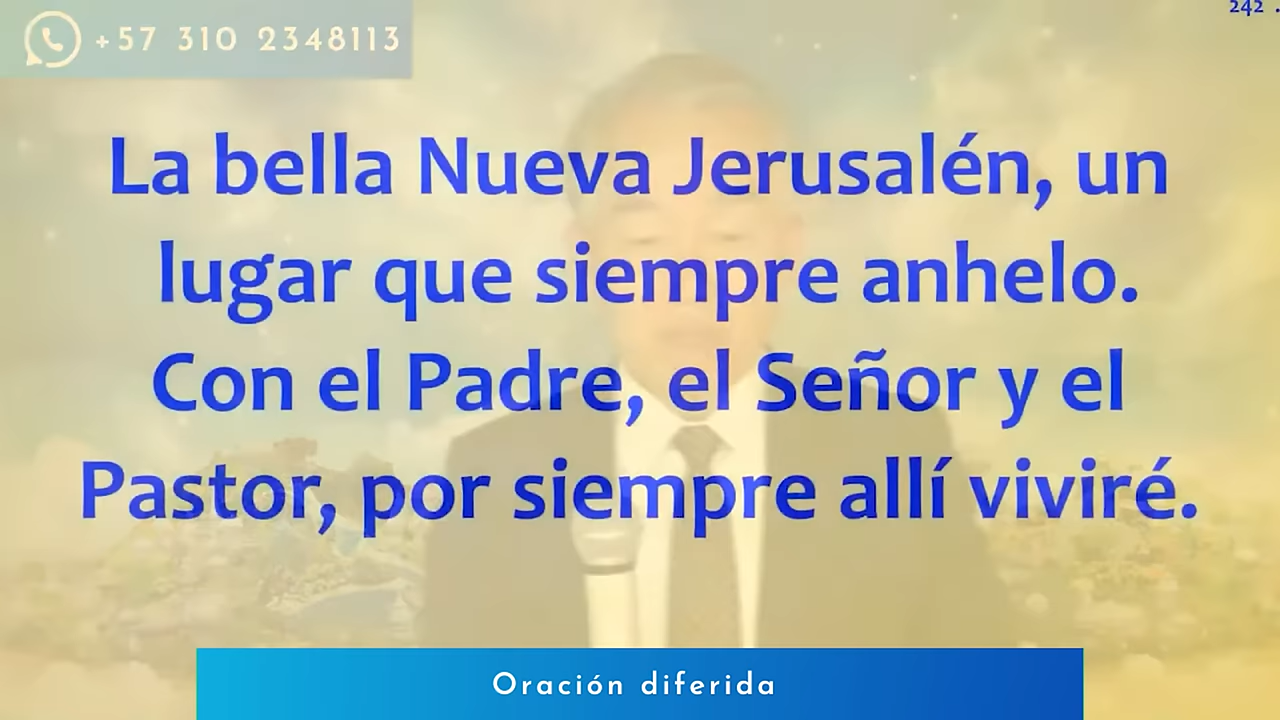 +57 310 2348113
242 .
La bella Nueva Jerusalén, un
lugar que siempre anhelo.
Con el Padre, el Señor y el
Pastor, por siempre allí viviré.
Oración diferida